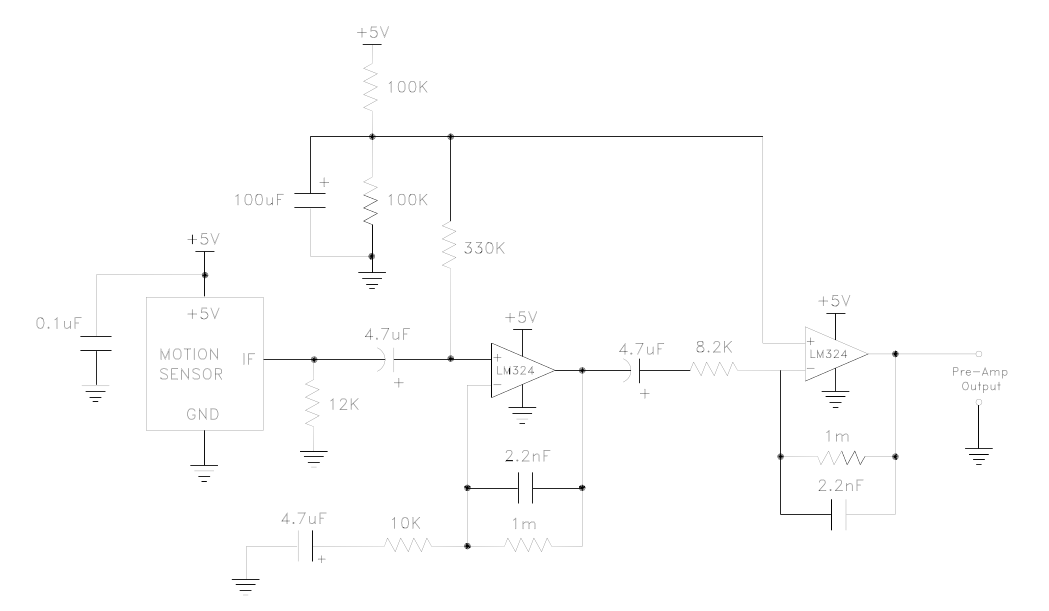 +5V
100K
100uF
+
100K
330K
+5V
0.1uF
+5V
MOTION
SENSOR
IF
GND
4.7uF
+
12K
+5V
+
LM324
−
4.7uF
+
8.2K
+5V
+
LM324
−
Pre-Amp
Output
1m
2.2nF
2.2nF
4.7uF
+
10K
1m